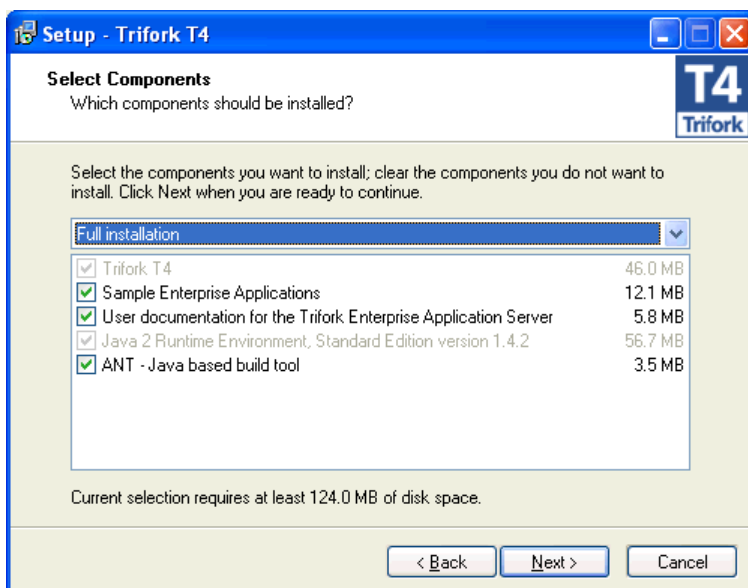 Setup - Trifork T4
Select Components
Which components should be installed?
T4
Trifork
Select the components you want to install; clear the components you do not want to
install. Click Next when you are ready to continue.
Full installation
Trifork T4 46.0 MB
Sample Enterprise Applications 12.1 MB
User documentation for the Trifork Enterprise Application Server 5.8 MB
Java 2 Runtime Environment, Standard Edition version 1.4.2 56.7 MB
ANT - Java based build tool 3.5 MB
Current selection requires at least 124.0 MB of disk space.
< Back Next > Cancel